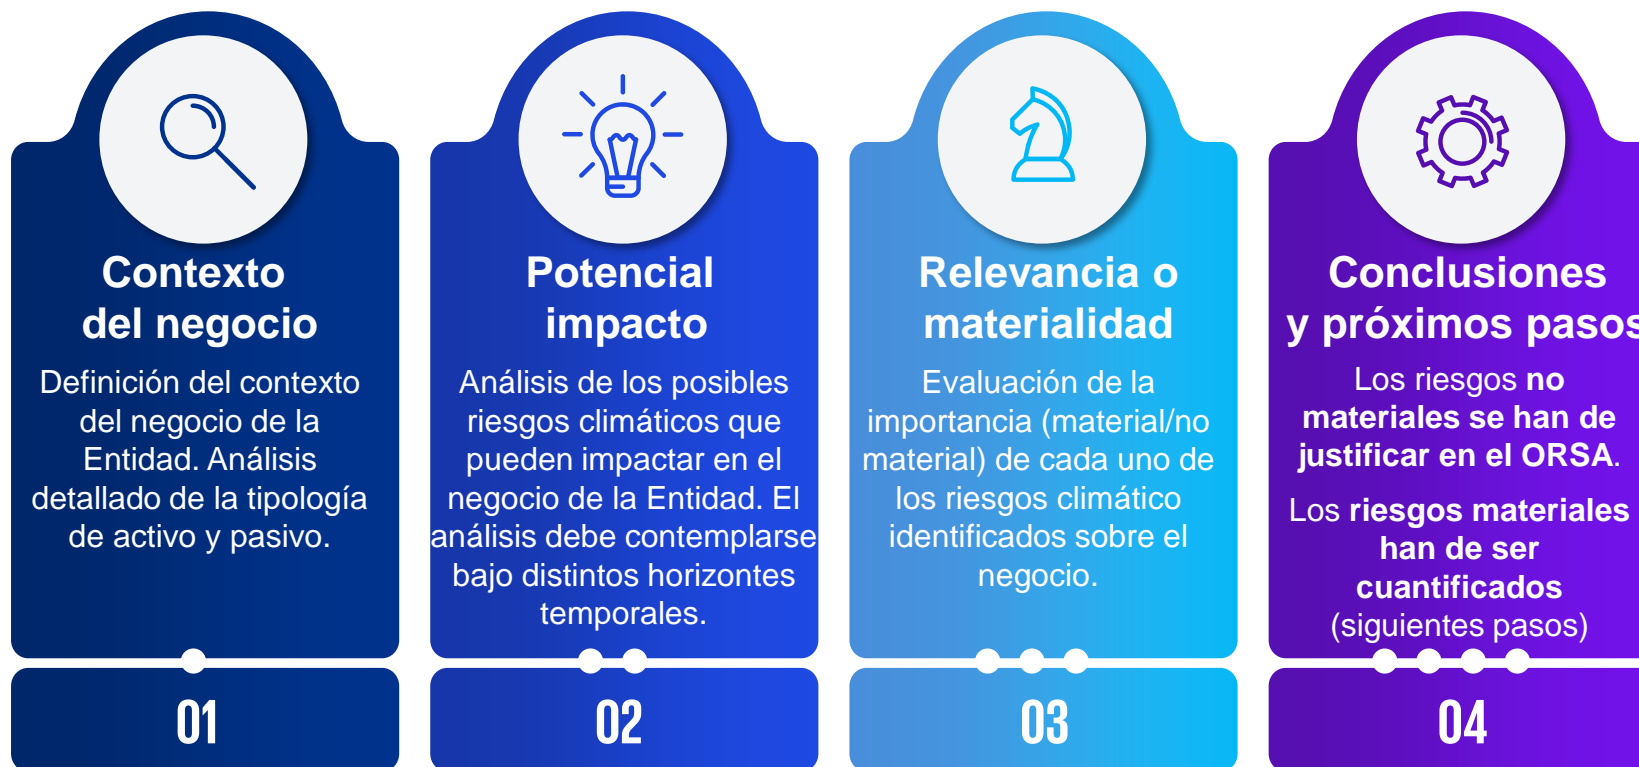 Contexto
del negocio
Definición del contexto
del negocio de la
Entidad. Análisis
detallado de la tipología
de activo y pasivo.
01
Potencial
impacto
Análisis de los posibles
riesgos climáticos que
pueden impactar en el
negocio de la Entidad. El
análisis debe contemplarse
bajo distintos horizontes
temporales.
02
Relevancia o
materialidad
Evaluación de la
importancia (material/no
material) de cada uno de
los riesgos climático
identificados sobre el
negocio.
03
Conclusiones
y próximos pasos
Los riesgos no
materiales se han de
justificar en el ORSA.
Los riesgos materiales
han de ser
cuantificados
(siguientes pasos)
04